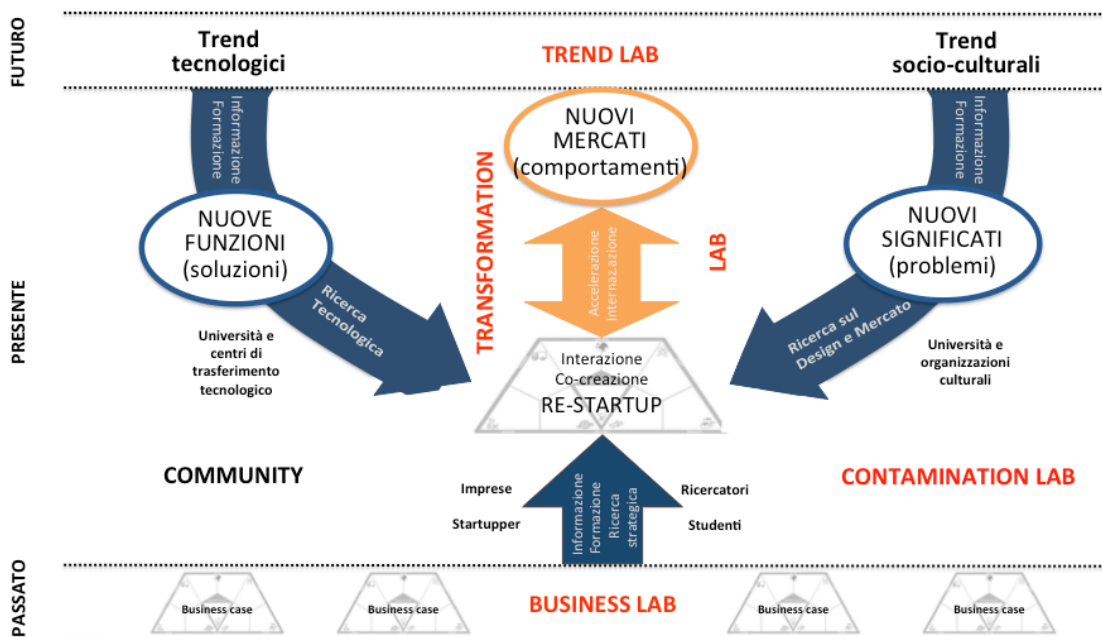 FUTURO
Trend
tecnologici
TREND LAB
Trend
socio-culturali
Informazione
Formazione
NUOVI
MERCATI
(comportamenti)
Informazione
Formazione
PRESENTE
NUOVE
FUNZIONI
(soluzioni)
TRANSFORMATION
Accelerazione
Internaz.azione
LAB
NUOVI
SIGNIFICATI
(problemi)
Ricerca
Tecnologica
Ricerca sul
Design e Mercato
Università e
centri di
trasferimento
tecnologico
Interazione
Co-creazione
RE-STARTUP
Università e
organizzazioni
culturali
COMMUNITY
CONTAMINATION LAB
Imprese
Startupper
Informazione
Formazione
Ricerca
strategica
Ricercatori
Studenti
PASSATO
Business case
Business case
BUSINESS LAB
Business case
Business case